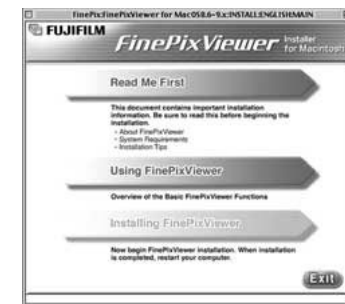 FinePix:FinePixViewer for MacOS8.6~9.x:INSTALL:ENGLISH:MAIN
FUJIFILM
FinePixViewer Installer for Macintosh
Read Me First
This document contains important installation
information. Be sure to read this before beginning the
installation.
- About FinePixViewer
- System Requirements
- Installation Tips
Using FinePixViewer
Overview of the Basic FinePixViewer Functions
Installing FinePixViewer
Now begin FinePixViewer installation. When installation
is completed, restart your computer.
Exit